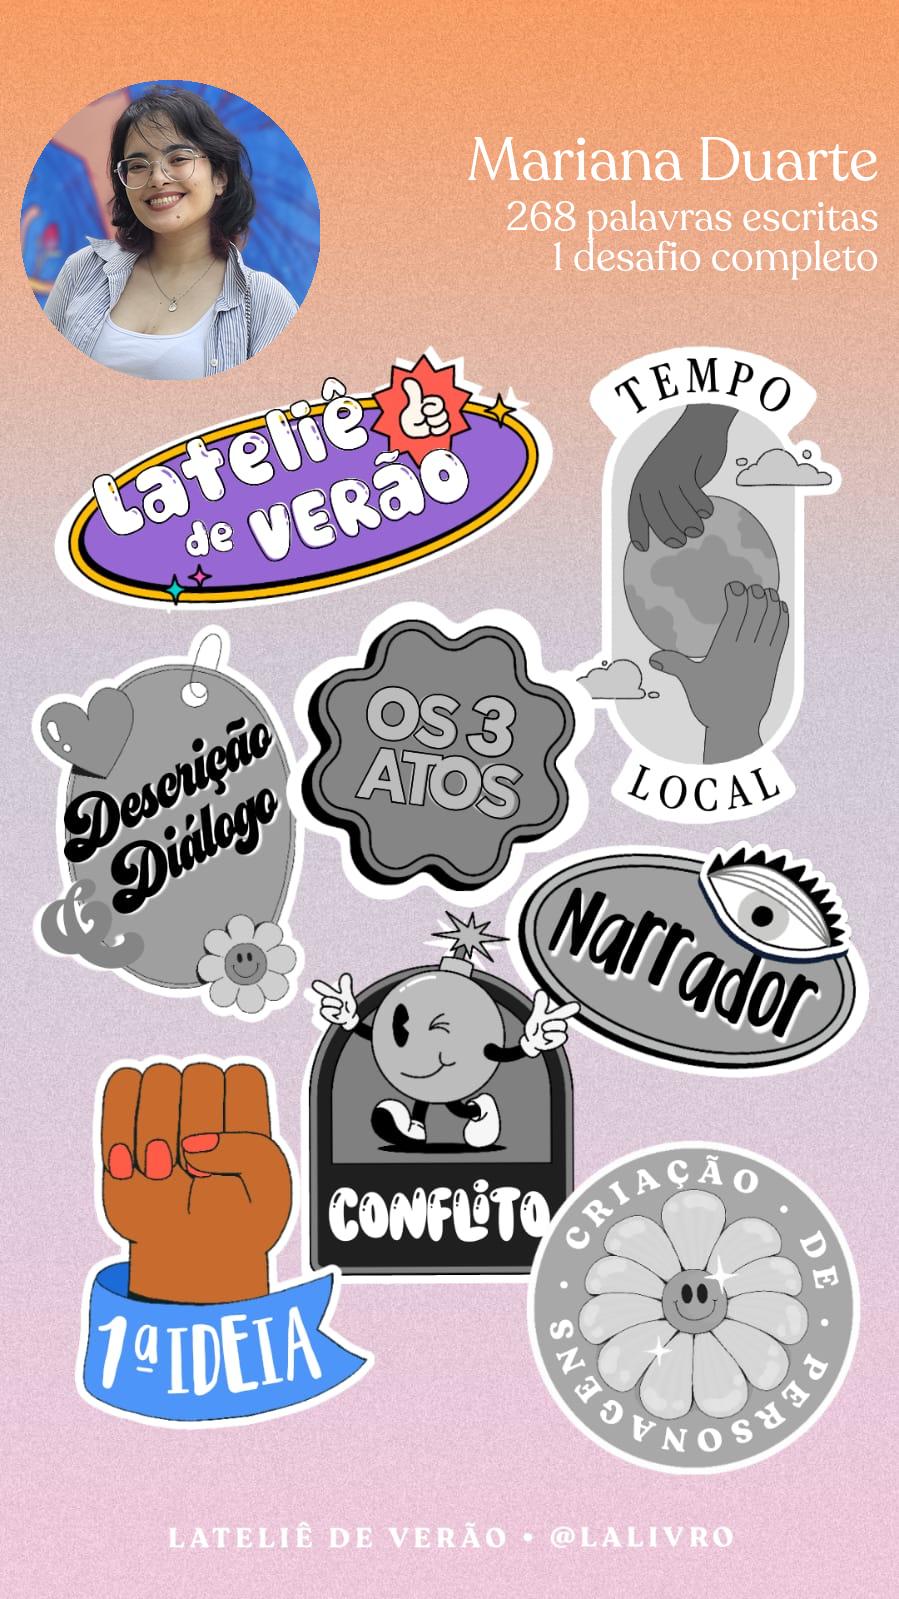 Mariana Duarte
268 palavras escritas
1 desafio completo
Lateliê
de VERÃO
TEMPO
LOCAL
OS 3
ATOS
Descrição
&
Diálogo
Narrador
CONFLITO
1ª IDEIA
CRIAÇÃO · DE · PERSONAGENS ·
LATELIÊ DE VERÃO • @LALIVRO